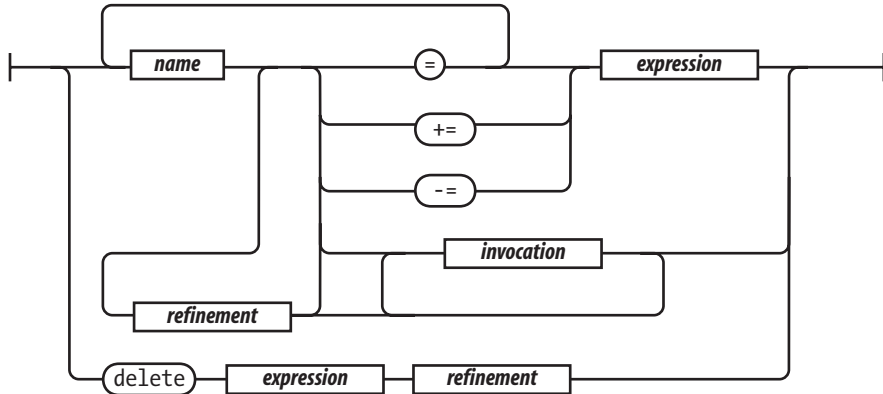 name = expression
+=
-=
invocation
refinement
delete expression refinement